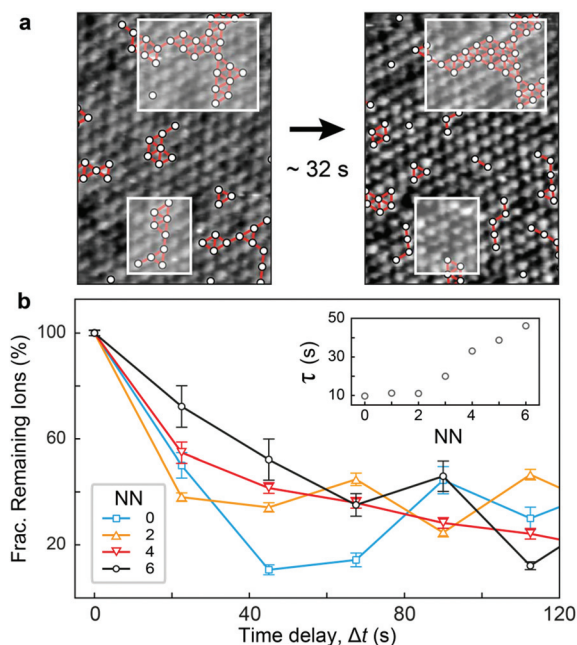 a
~ 32 s
b
Frac. Remaining Ions (%)
100
60
20
NN
0
2
4
6
τ (s)
50
30
10
0 2 4 6
NN
0 40 80 120
Time delay, Δt (s)